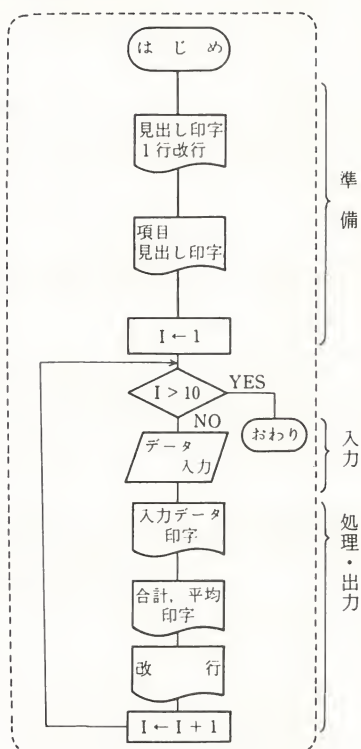 はじめ
見出し印字
1行改行
項目
見出し印字
準備
I ← 1
I > 10
YES
NO
おわり
データ
入力
入力
入力データ
印字
合計，平均
印字
改行
I ← I + 1
処理・出力